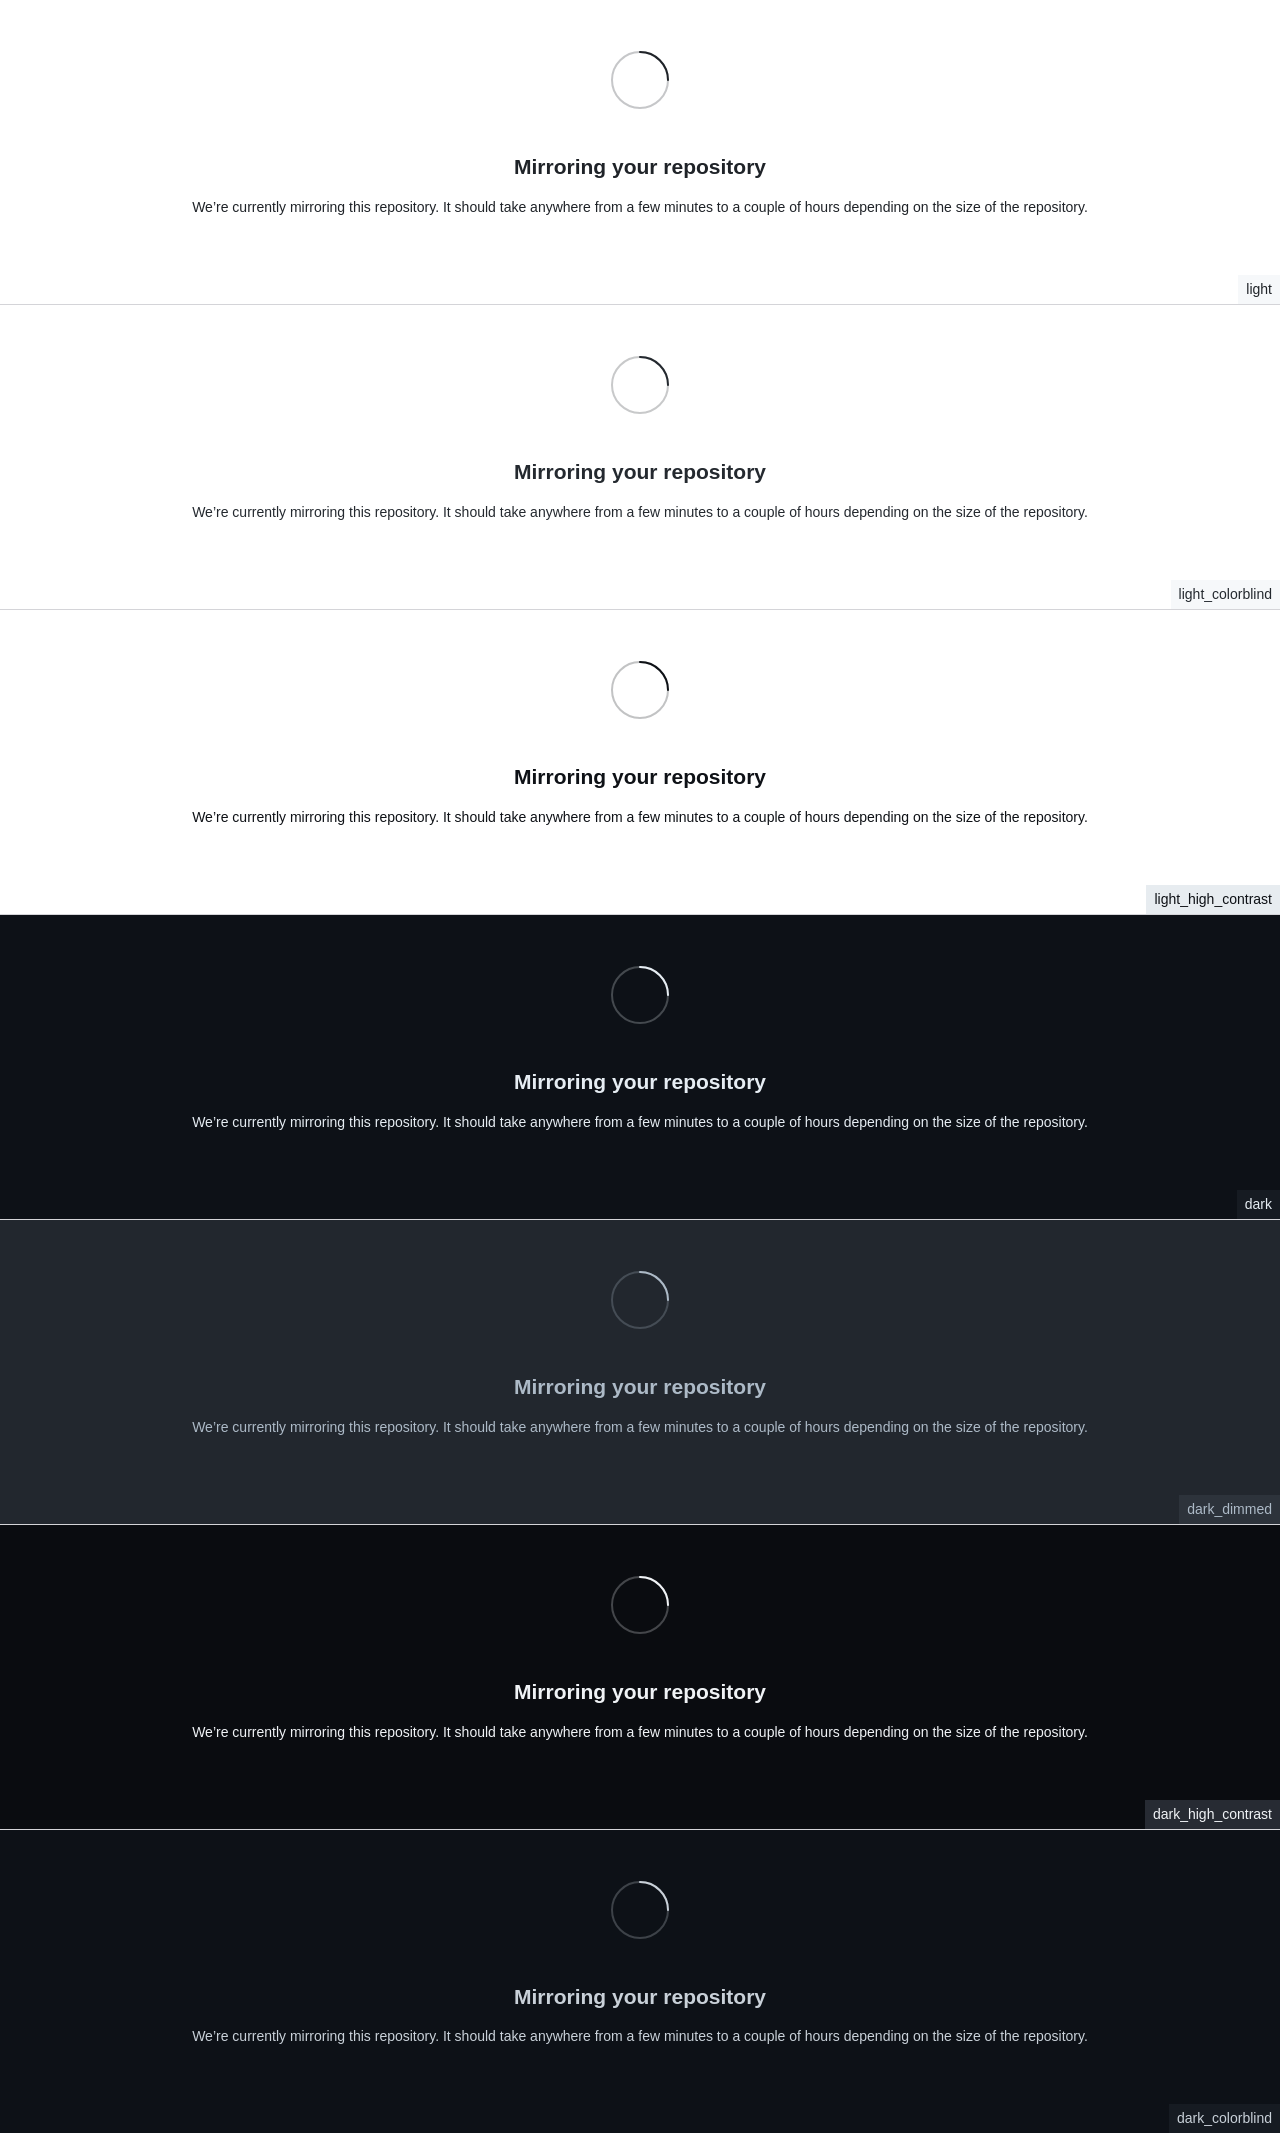 Mirroring your repository
We’re currently mirroring this repository. It should take anywhere from a few minutes to a couple of hours depending on the size of the repository.
light
Mirroring your repository
We’re currently mirroring this repository. It should take anywhere from a few minutes to a couple of hours depending on the size of the repository.
light_colorblind
Mirroring your repository
We’re currently mirroring this repository. It should take anywhere from a few minutes to a couple of hours depending on the size of the repository.
light_high_contrast
Mirroring your repository
We’re currently mirroring this repository. It should take anywhere from a few minutes to a couple of hours depending on the size of the repository.
dark
Mirroring your repository
We’re currently mirroring this repository. It should take anywhere from a few minutes to a couple of hours depending on the size of the repository.
dark_dimmed
Mirroring your repository
We’re currently mirroring this repository. It should take anywhere from a few minutes to a couple of hours depending on the size of the repository.
dark_high_contrast
Mirroring your repository
We’re currently mirroring this repository. It should take anywhere from a few minutes to a couple of hours depending on the size of the repository.
dark_colorblind